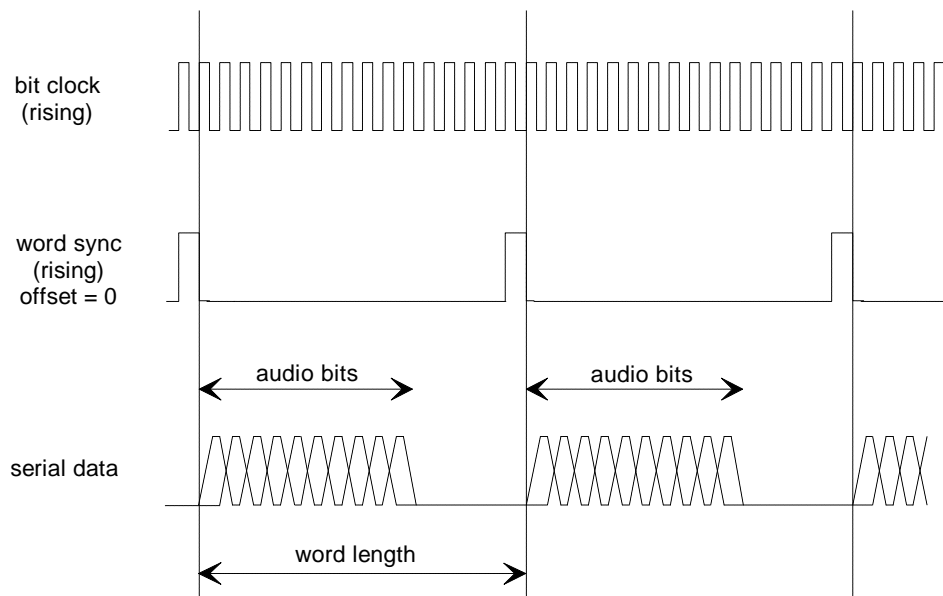 bit clock
(rising)
word sync
(rising)
offset = 0
audio bits
audio bits
serial data
word length